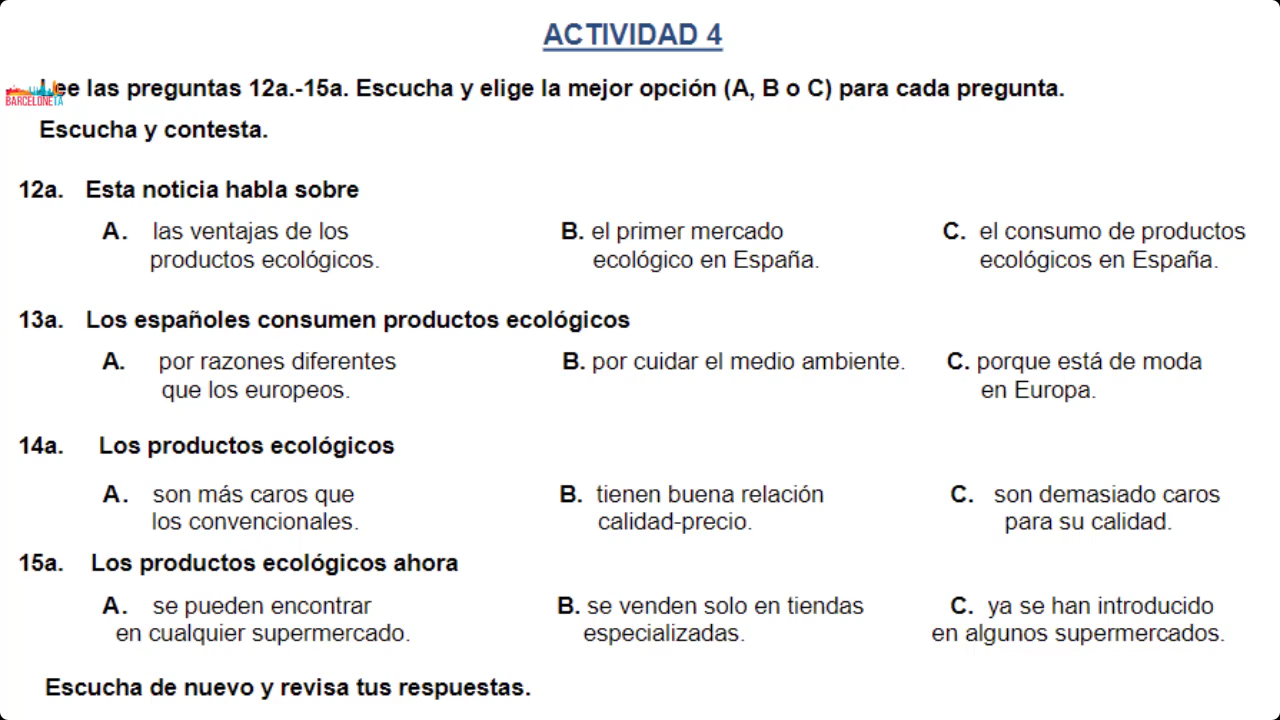 ACTIVIDAD 4
Lee las preguntas 12a.-15a. Escucha y elige la mejor opción (A, B o C) para cada pregunta.
BARCELONETA
Escucha y contesta.
12a. Esta noticia habla sobre
A. las ventajas de los
productos ecológicos.
B. el primer mercado
ecológico en España.
C. el consumo de productos
ecológicos en España.
13a. Los españoles consumen productos ecológicos
A. por razones diferentes
que los europeos.
B. por cuidar el medio ambiente.
C. porque está de moda
en Europa.
14a. Los productos ecológicos
A. son más caros que
los convencionales.
B. tienen buena relación
calidad-precio.
C. son demasiado caros
para su calidad.
15a. Los productos ecológicos ahora
A. se pueden encontrar
en cualquier supermercado.
B. se venden solo en tiendas
especializadas.
C. ya se han introducido
en algunos supermercados.
Escucha de nuevo y revisa tus respuestas.